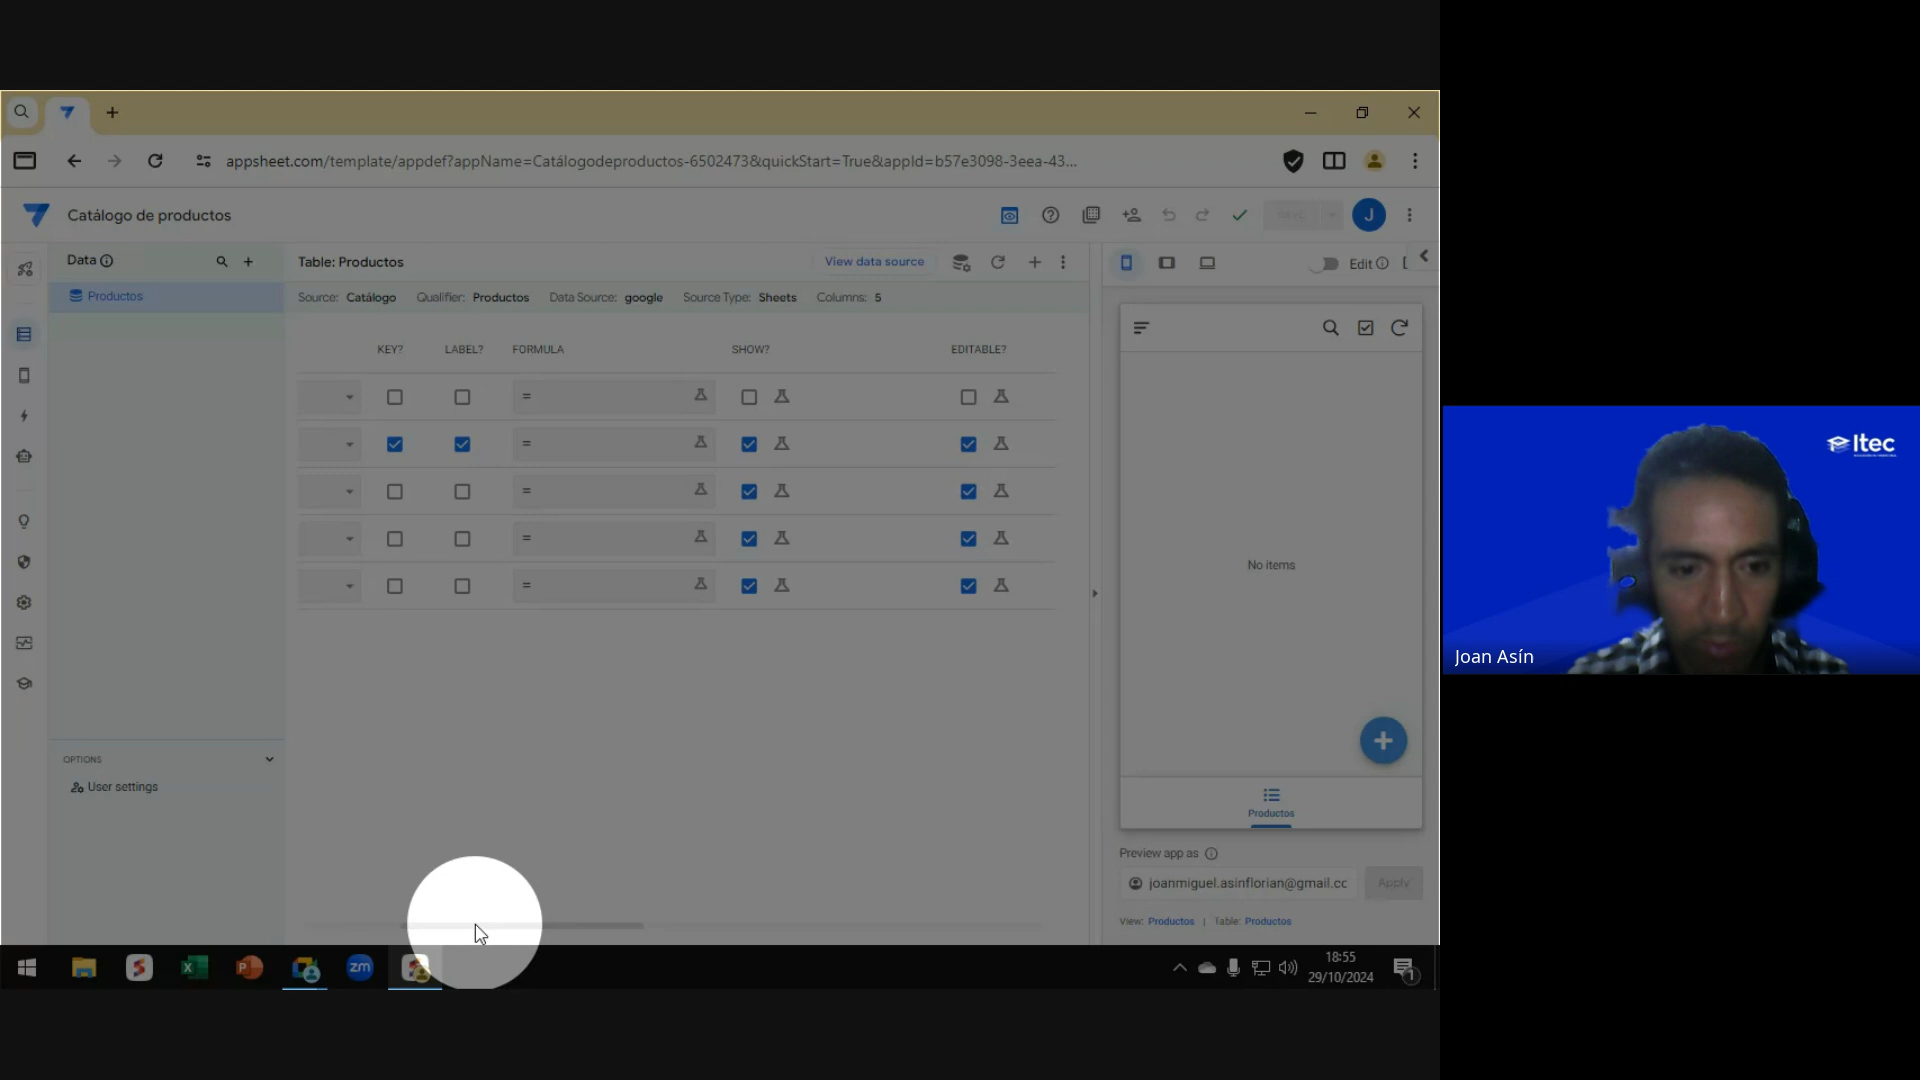 appsheet.com/template/appdef?appName=Catálogodeproductos-6502473&quickStart=True&appId=b57e3098-3eea-43...
Catálogo de productos
SAVE
J
Data
Productos
Table: Productos
View data source
Source: Catálogo Qualifier: Productos Data Source: google Source Type: Sheets Columns: 5
KEY? LABEL? FORMULA SHOW? EDITABLE?
=
=
=
=
=
OPTIONS
User settings
Edit
No items
Productos
Preview app as
joanmiguel.asinflorian@gmail.cc
Apply
View: Productos | Table: Productos
zm
18:55
29/10/2024
1
Itec
Joan Asín